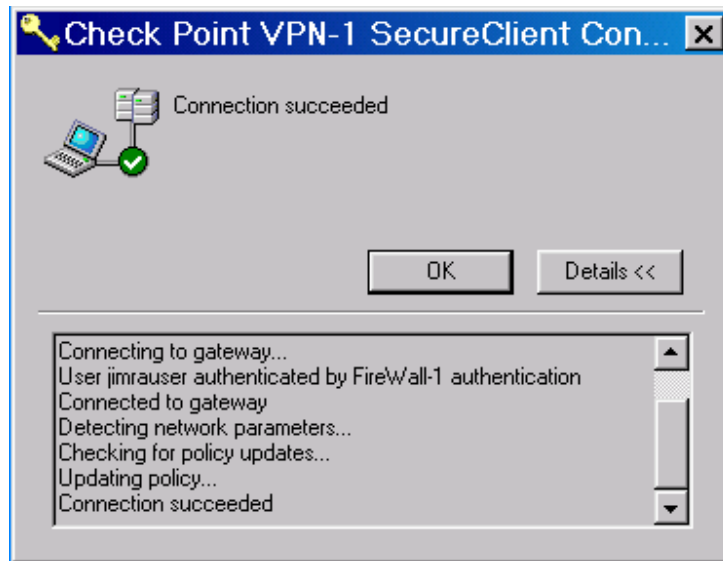 Check Point VPN-1 SecureClient Con...
Connection succeeded
OK
Details <<
Connecting to gateway...
User jimrauser authenticated by FireWall-1 authentication
Connected to gateway
Detecting network parameters...
Checking for policy updates...
Updating policy...
Connection succeeded